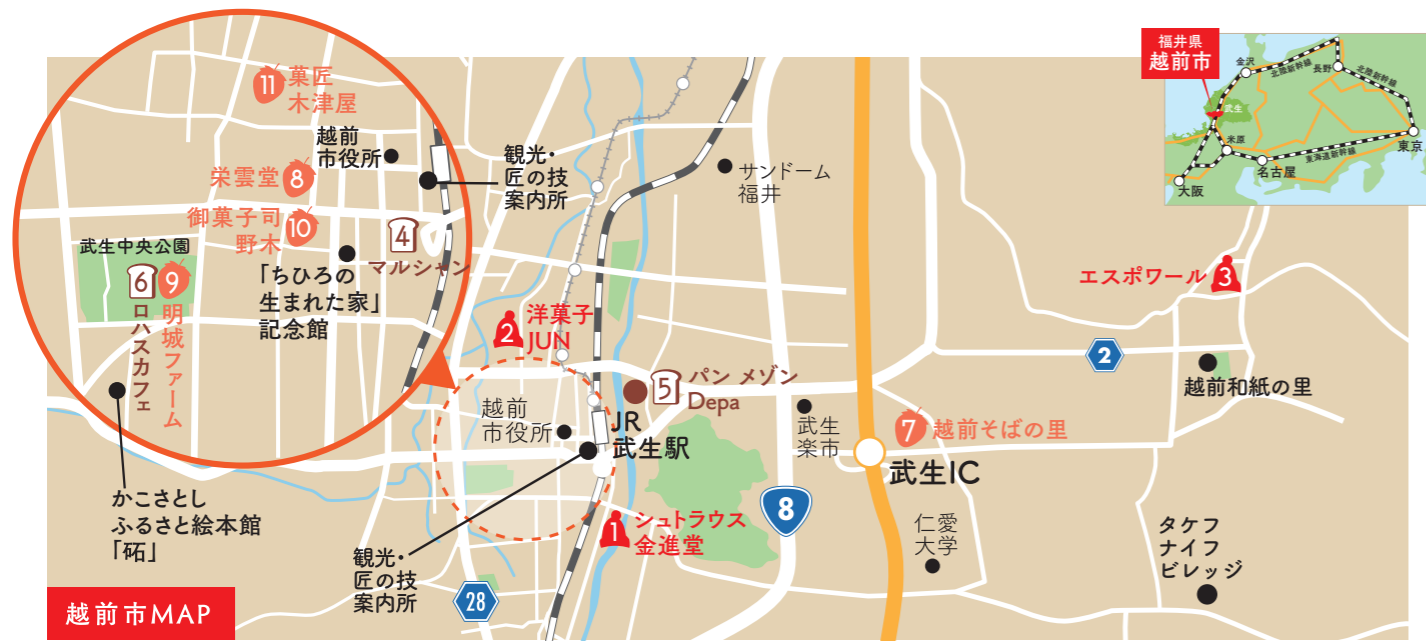 11
菓匠
木津屋
越前
市役所
観光・
匠の技
案内所
栄雲堂
8
御菓子司
野木
10
4
マルシャン
武生中央公園
6
9
ロハスカフェ
明城ファーム
「ちひろの
生まれた家」
記念館
かこさとし
ふるさと絵本館
「砳」
2
洋菓子
JUN
サンドーム
福井
5
パン メゾン
Depa
越前
市役所
JR
武生駅
観光・
匠の技
案内所
1
シュトラウス
金進堂
28
武生
楽市
8
7
越前そばの里
武生IC
仁愛
大学
エスポワール
3
2
越前和紙の里
タケフ
ナイフ
ビレッジ
福井県
越前市
金沢
北陸新幹線
長野
北陸新幹線
武生
米原
東海道新幹線
東京
名古屋
大阪
越前市MAP